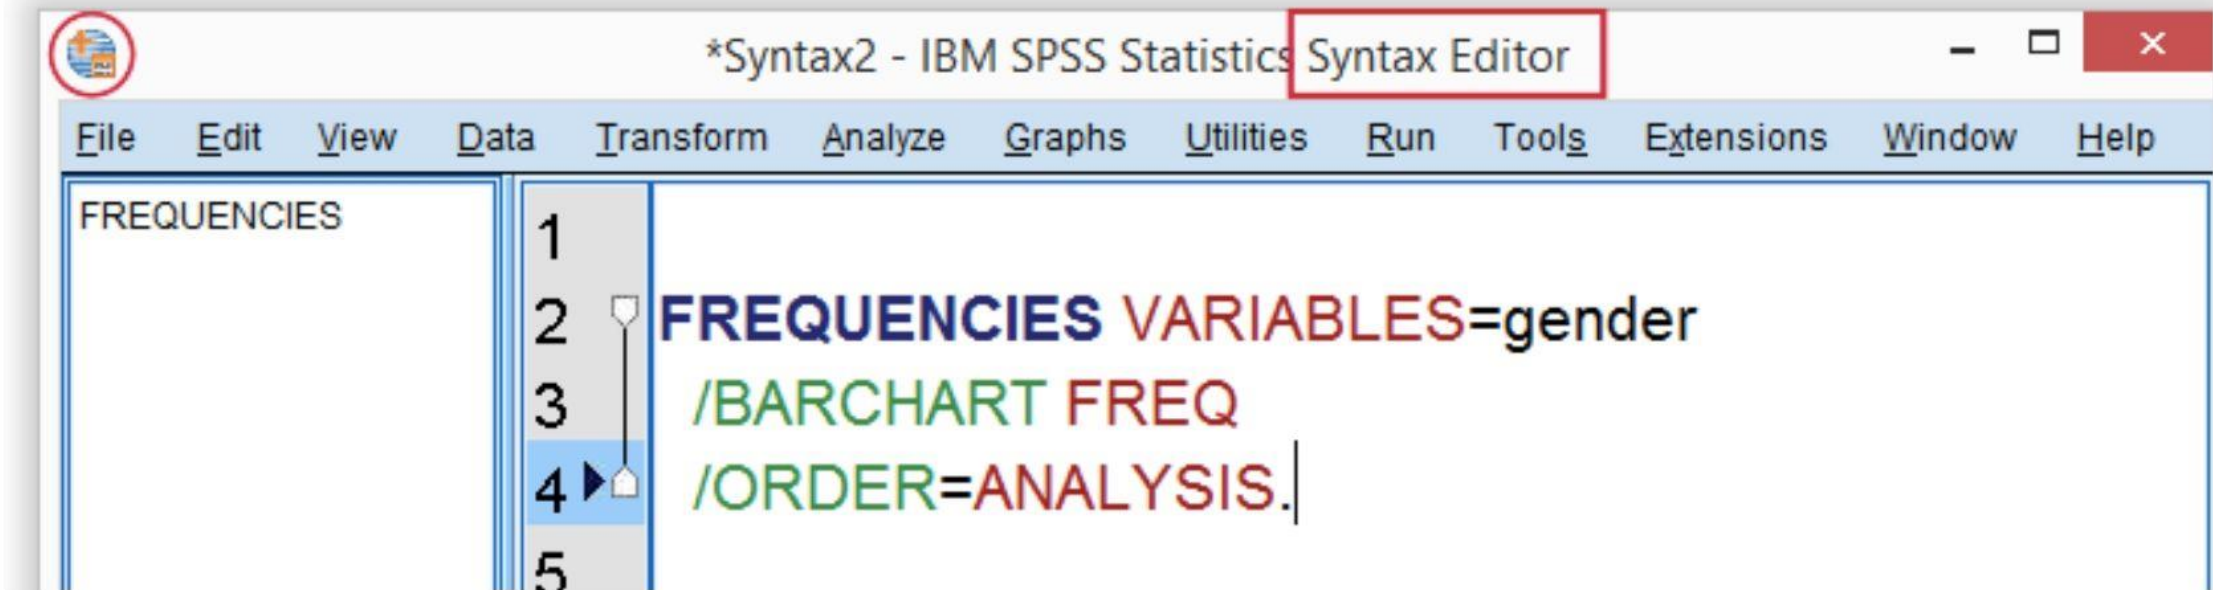 *Syntax2 - IBM SPSS Statistics Syntax Editor
File Edit View Data Transform Analyze Graphs Utilities Run Tools Extensions Window Help
FREQUENCIES
1
2 FREQUENCIES VARIABLES=gender
3 /BARCHART FREQ
4 /ORDER=ANALYSIS.
5